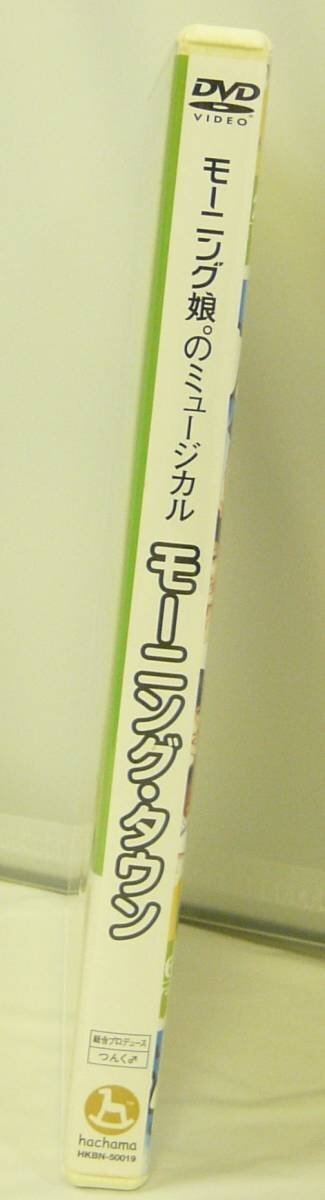 DVD
VIDEO
モーニング娘。のミュージカル
モーニング・タウン
総合プロデュース
つんく♂
hachama
HKBN-50019